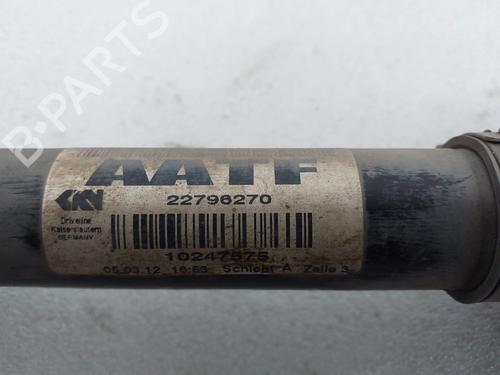 AATF
22796270
GKN
Driveline
Kaiserslautern
GERMANY
10247575
05.03.12 16:53 Schicht A Zelle 3
B-PARTS